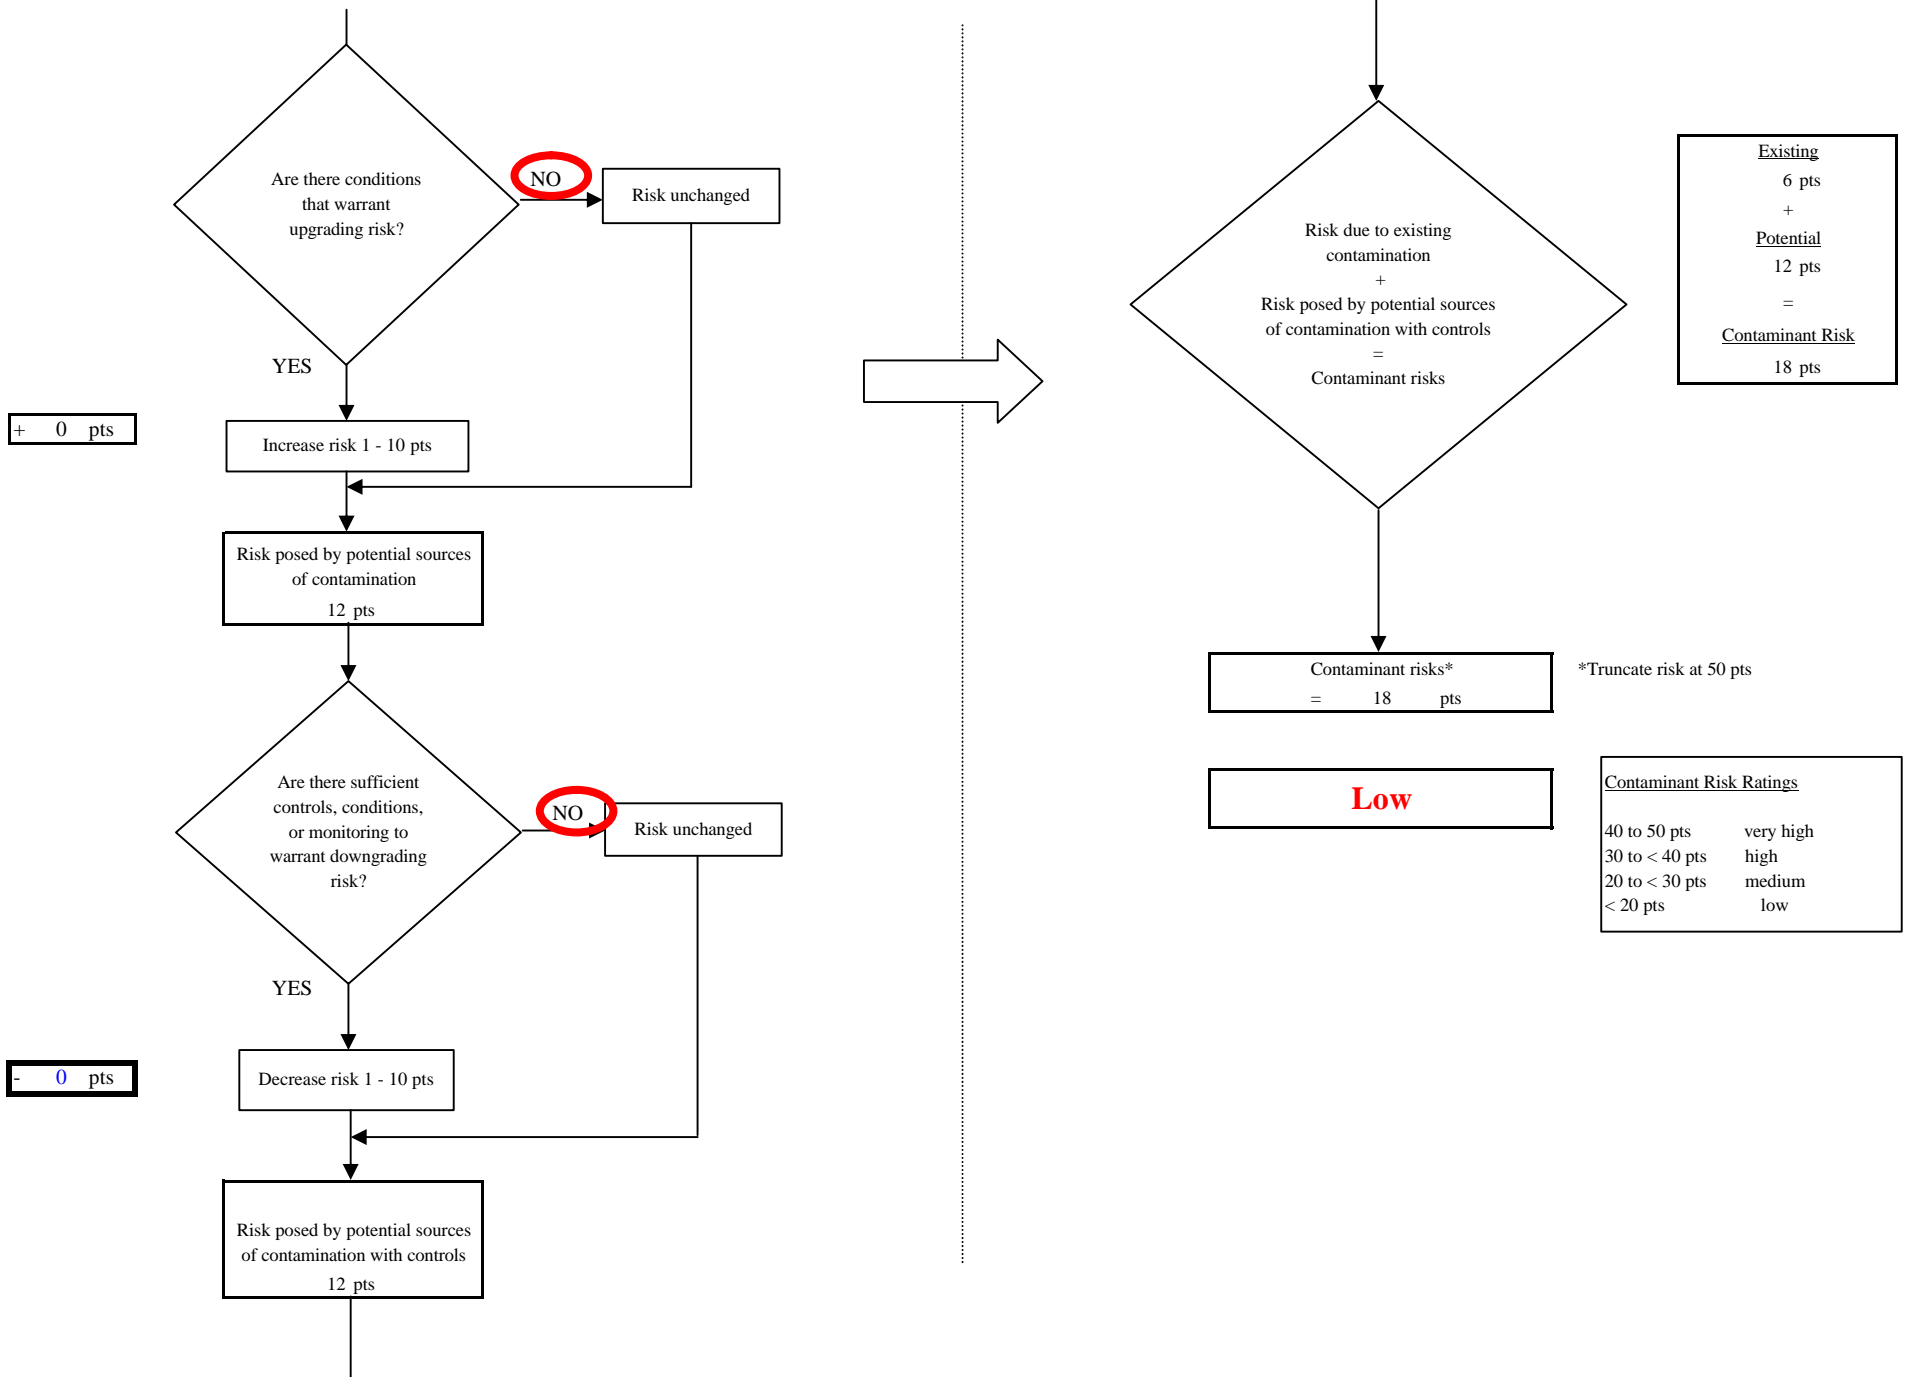 Are there conditions
that warrant
upgrading risk?
NO
Risk unchanged
YES
+ 0 pts
Increase risk 1 - 10 pts
Risk posed by potential sources
of contamination
12 pts
Are there sufficient
controls, conditions,
or monitoring to
warrant downgrading
risk?
NO
Risk unchanged
YES
- 0 pts
Decrease risk 1 - 10 pts
Risk posed by potential sources
of contamination with controls
12 pts
Risk due to existing
contamination
+
Risk posed by potential sources
of contamination with controls
=
Contaminant risks
Existing
6 pts
+
Potential
12 pts
=
Contaminant Risk
18 pts
Contaminant risks*
= 18 pts
*Truncate risk at 50 pts
Low
Contaminant Risk Ratings
40 to 50 pts very high
30 to < 40 pts high
20 to < 30 pts medium
< 20 pts low